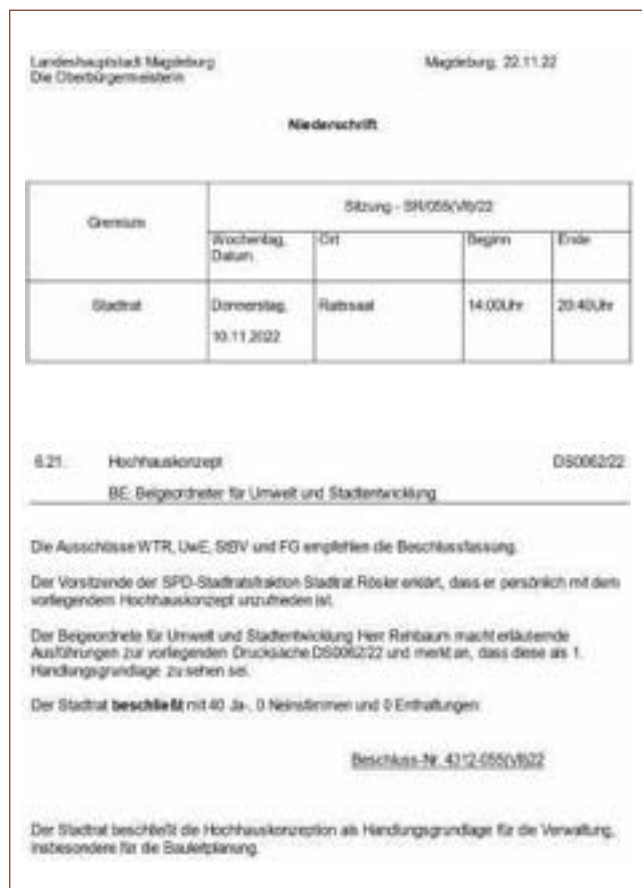 Landeshauptstadt Magdeburg Magdeburg, 22.11.22
Die Oberbürgermeisterin
Niederschrift
Gremium Sitzung - SR/055(VII)/22
Wochentag, Ort Beginn Ende
Datum
Stadtrat Donnerstag, Ratssaal 14:00Uhr 20:40Uhr
10.11.2022
6.21. Hochhauskonzept DS0062/22
BE: Beigeordneter für Umwelt und Stadtentwicklung
Die Ausschüsse WTR, UwE, StBV und FG empfehlen die Beschlussfassung.
Der Vorsitzende der SPD-Stadtratsfraktion Stadtrat Rösler erklärt, dass er persönlich mit dem
vorliegendem Hochhauskonzept unzufrieden ist.
Der Beigeordnete für Umwelt und Stadtentwicklung Herr Rehbaum macht erläuternde
Ausführungen zur vorliegenden Drucksache DS0062/22 und merkt an, dass diese als 1.
Handlungsgrundlage zu sehen sei.
Der Stadtrat beschließt mit 40 Ja-, 0 Neinstimmen und 0 Enthaltungen:
Beschluss-Nr. 4312-055(VII)22
Der Stadtrat beschließt die Hochhauskonzeption als Handlungsgrundlage für die Verwaltung,
insbesondere für die Bauleitplanung.